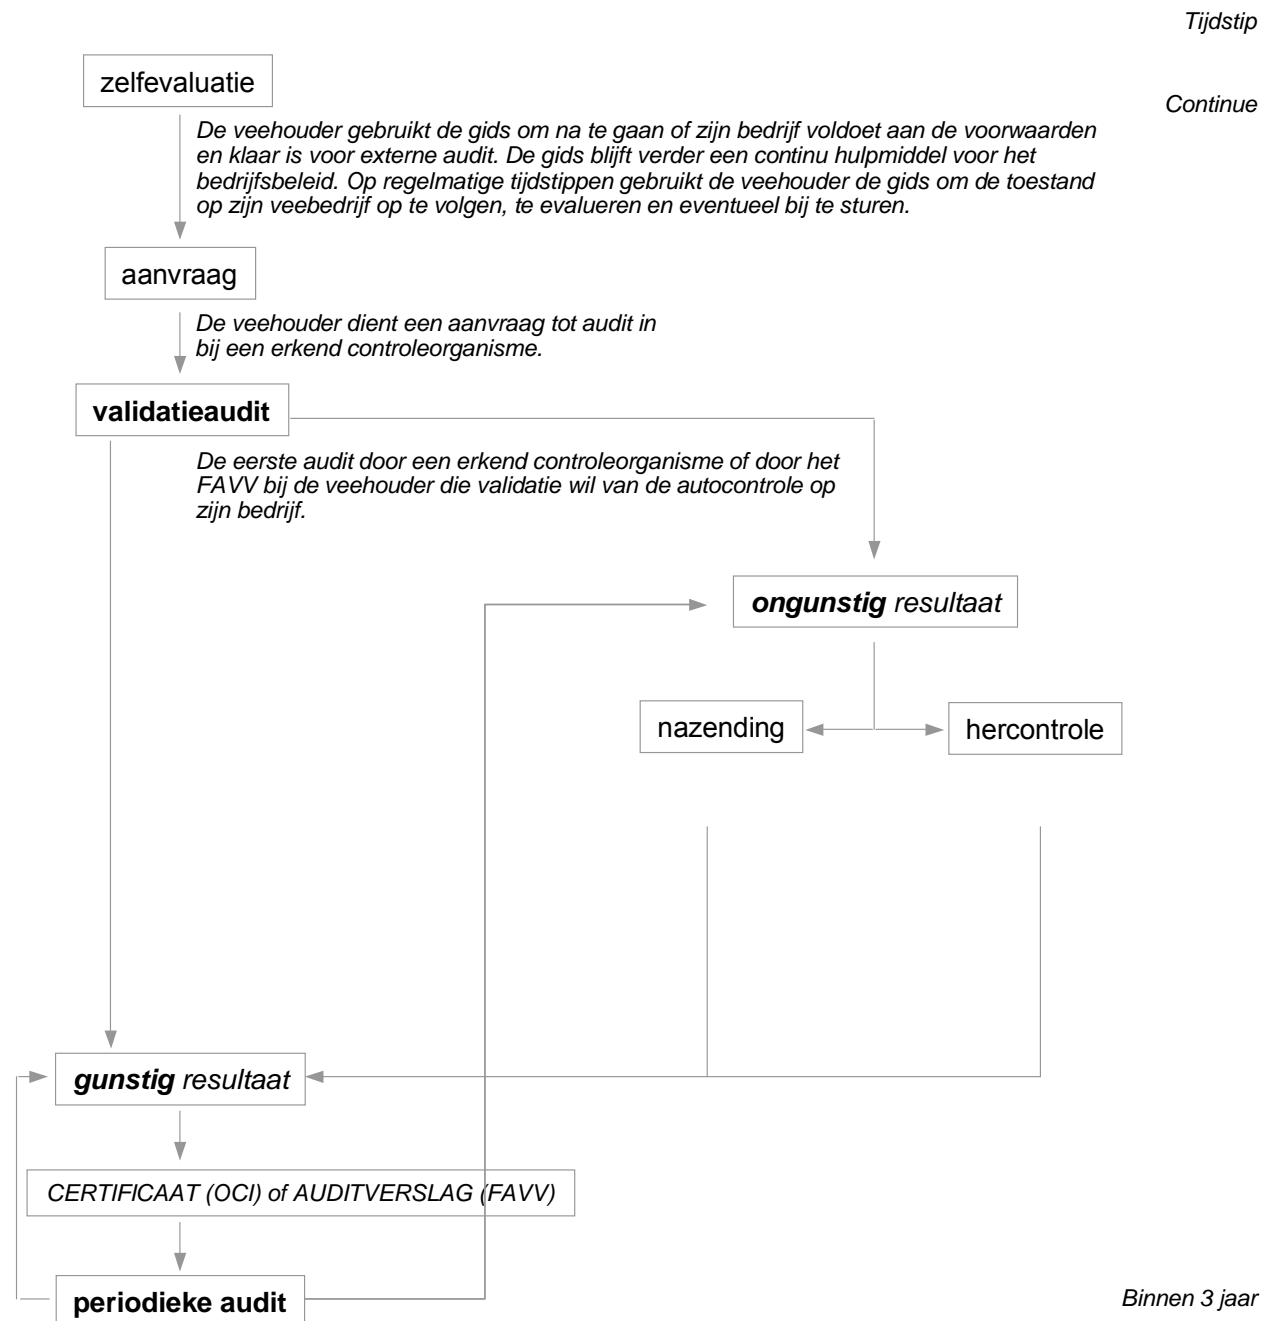 Tijdstip
zelfevaluatie
Continue
De veehouder gebruikt de gids om na te gaan of zijn bedrijf voldoet aan de voorwaarden
en klaar is voor externe audit. De gids blijft verder een continu hulpmiddel voor het
bedrijfsbeleid. Op regelmatige tijdstippen gebruikt de veehouder de gids om de toestand
op zijn veebedrijf op te volgen, te evalueren en eventueel bij te sturen.
aanvraag
De veehouder dient een aanvraag tot audit in
bij een erkend controleorganisme.
validatieaudit
De eerste audit door een erkend controleorganisme of door het
FAVV bij de veehouder die validatie wil van de autocontrole op
zijn bedrijf.
ongunstig resultaat
nazending
hercontrole
gunstig resultaat
CERTIFICAAT (OCI) of AUDITVERSLAG (FAVV)
periodieke audit
Binnen 3 jaar